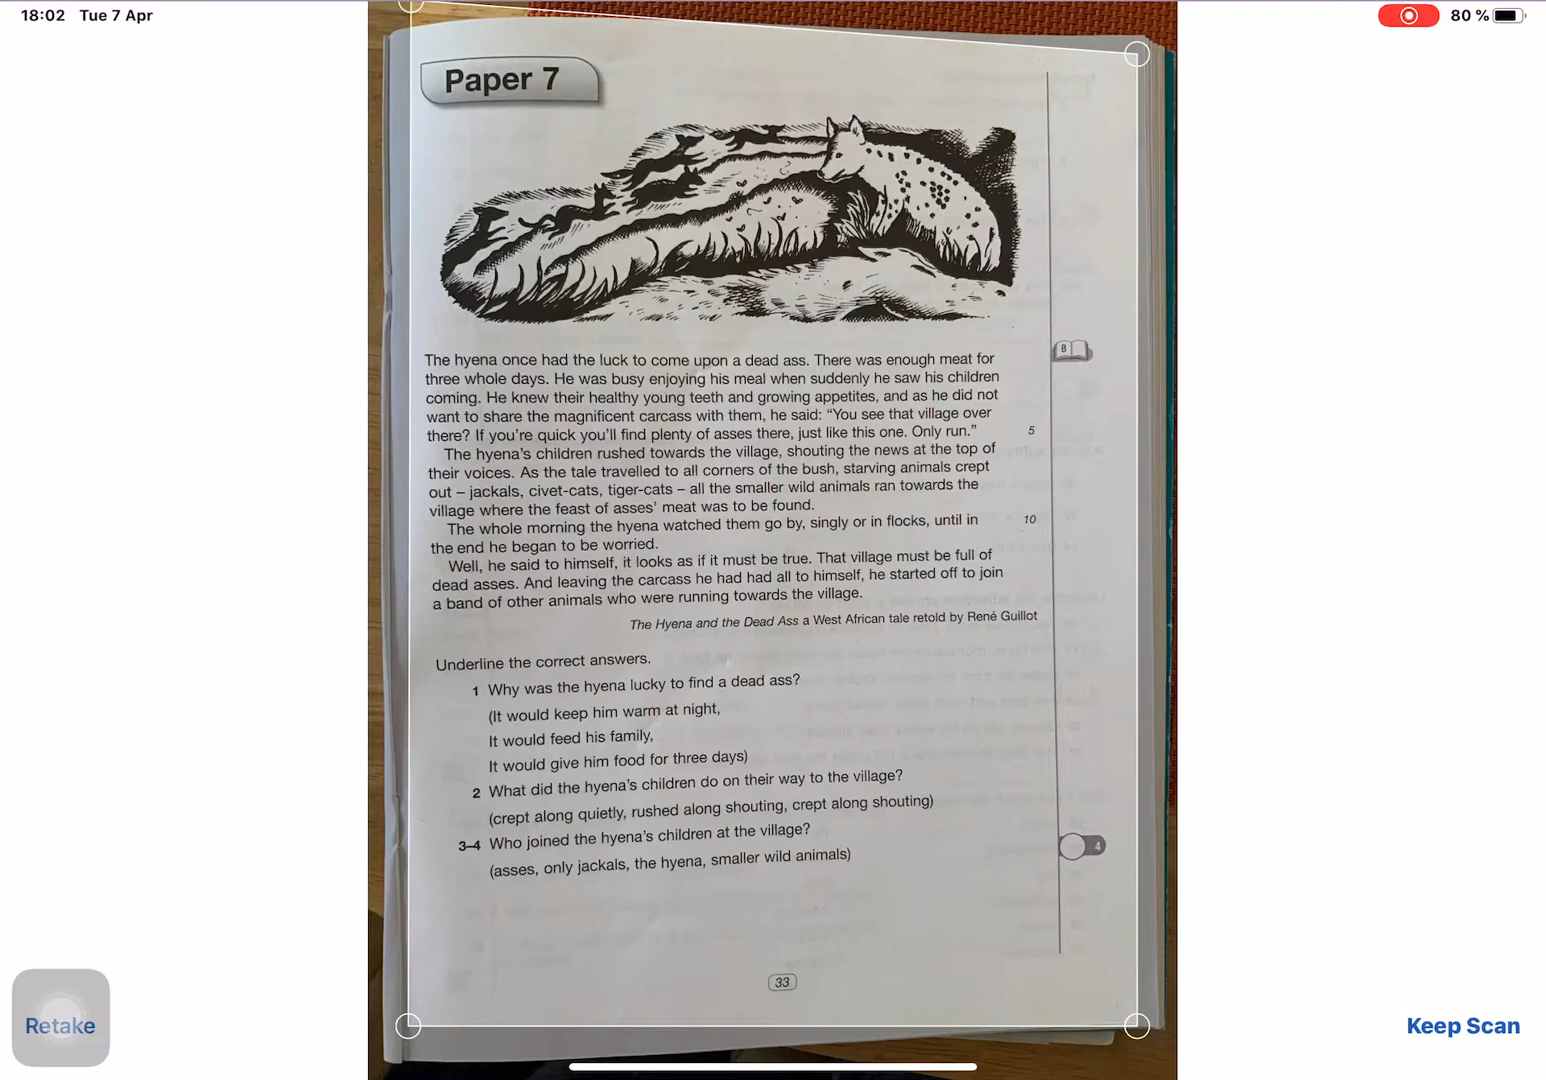 18:02 Tue 7 Apr
80 %
Paper 7
B
The hyena once had the luck to come upon a dead ass. There was enough meat for
three whole days. He was busy enjoying his meal when suddenly he saw his children
coming. He knew their healthy young teeth and growing appetites, and as he did not
want to share the magnificent carcass with them, he said: “You see that village over
there? If you’re quick you’ll find plenty of asses there, just like this one. Only run.” 5
The hyena’s children rushed towards the village, shouting the news at the top of
their voices. As the tale travelled to all corners of the bush, starving animals crept
out – jackals, civet-cats, tiger-cats – all the smaller wild animals ran towards the
village where the feast of asses’ meat was to be found.
The whole morning the hyena watched them go by, singly or in flocks, until in 10
the end he began to be worried.
Well, he said to himself, it looks as if it must be true. That village must be full of
dead asses. And leaving the carcass he had had all to himself, he started off to join
a band of other animals who were running towards the village.
The Hyena and the Dead Ass a West African tale retold by René Guillot
Underline the correct answers.
1 Why was the hyena lucky to find a dead ass?
(It would keep him warm at night,
It would feed his family,
It would give him food for three days)
2 What did the hyena’s children do on their way to the village?
(crept along quietly, rushed along shouting, crept along shouting)
3–4 Who joined the hyena’s children at the village?
(asses, only jackals, the hyena, smaller wild animals)
4
33
Retake
Keep Scan